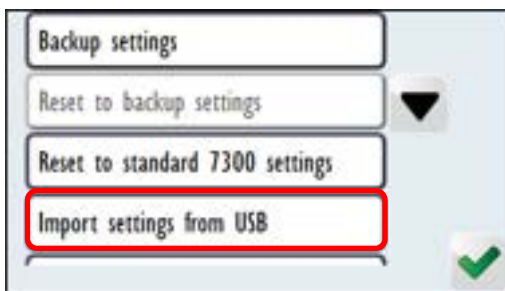 Backup settings
Reset to backup settings
Reset to standard 7300 settings
Import settings from USB